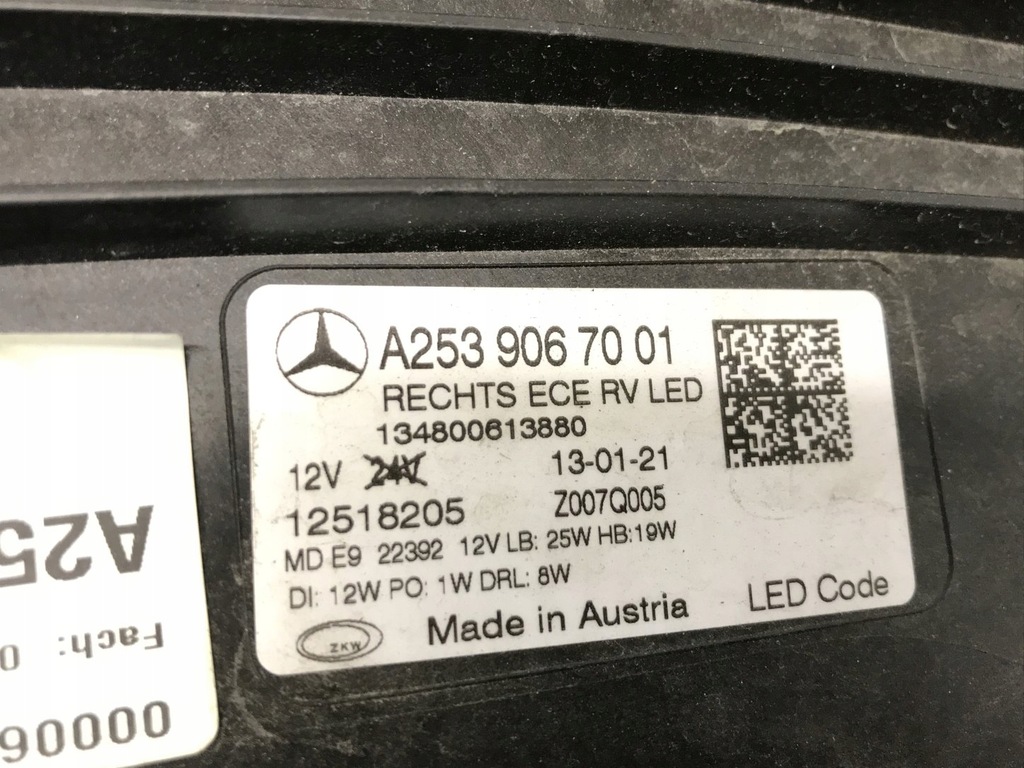 A253 906 70 01
RECHTS ECE RV LED
134800613880
12V 24V 13-01-21
12518205 Z007Q005
MD E9 22392 12V LB: 25W HB:19W
DI: 12W PO: 1W DRL: 8W
ZKW Made in Austria LED Code
A25
Fach: 0
00006